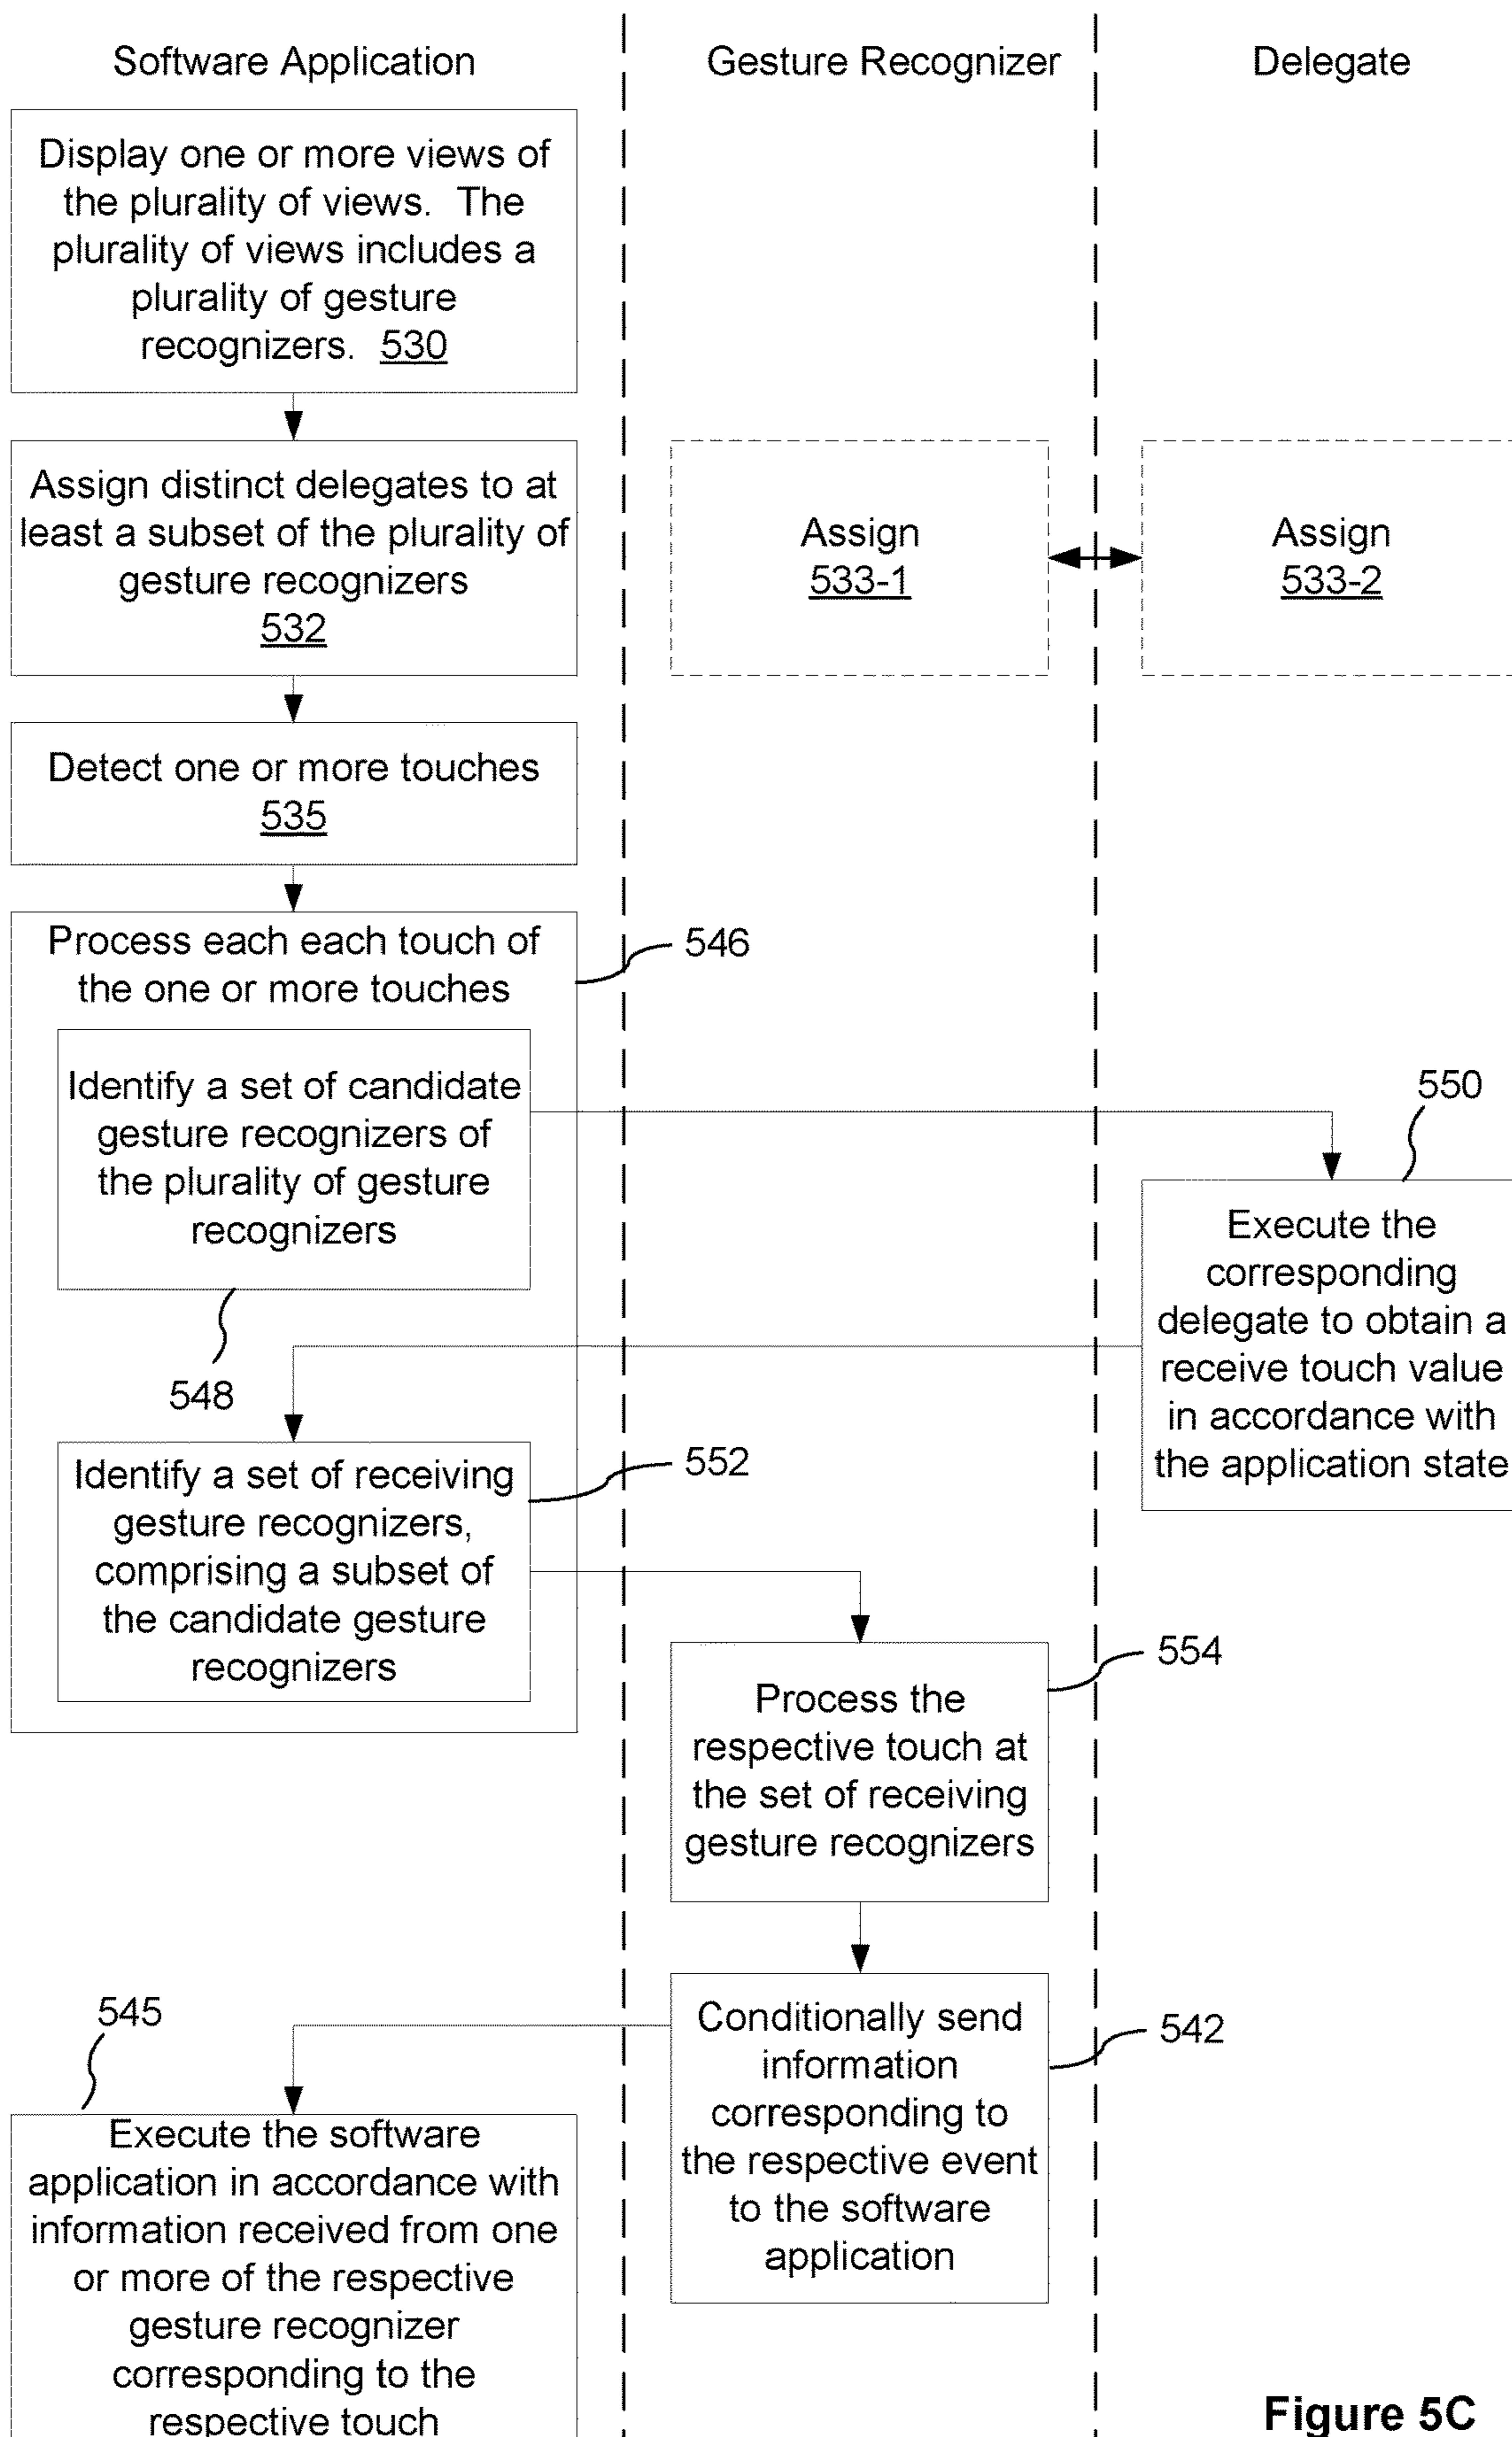 Software Application
Gesture Recognizer
Delegate
Display one or more views of
the plurality of views. The
plurality of views includes a
plurality of gesture
recognizers. 530
Assign distinct delegates to at
least a subset of the plurality of
gesture recognizers
532
Assign
533-1
Assign
533-2
Detect one or more touches
535
Process each each touch of
the one or more touches
546
Identify a set of candidate
gesture recognizers of
the plurality of gesture
recognizers
548
550
Execute the
corresponding
delegate to obtain a
receive touch value
in accordance with
the application state
Identify a set of receiving
gesture recognizers,
comprising a subset of
the candidate gesture
recognizers
552
554
Process the
respective touch at
the set of receiving
gesture recognizers
Conditionally send
information
corresponding to
the respective event
to the software
application
542
545
Execute the software
application in accordance with
information received from one
or more of the respective
gesture recognizer
corresponding to the
respective touch
Figure 5C